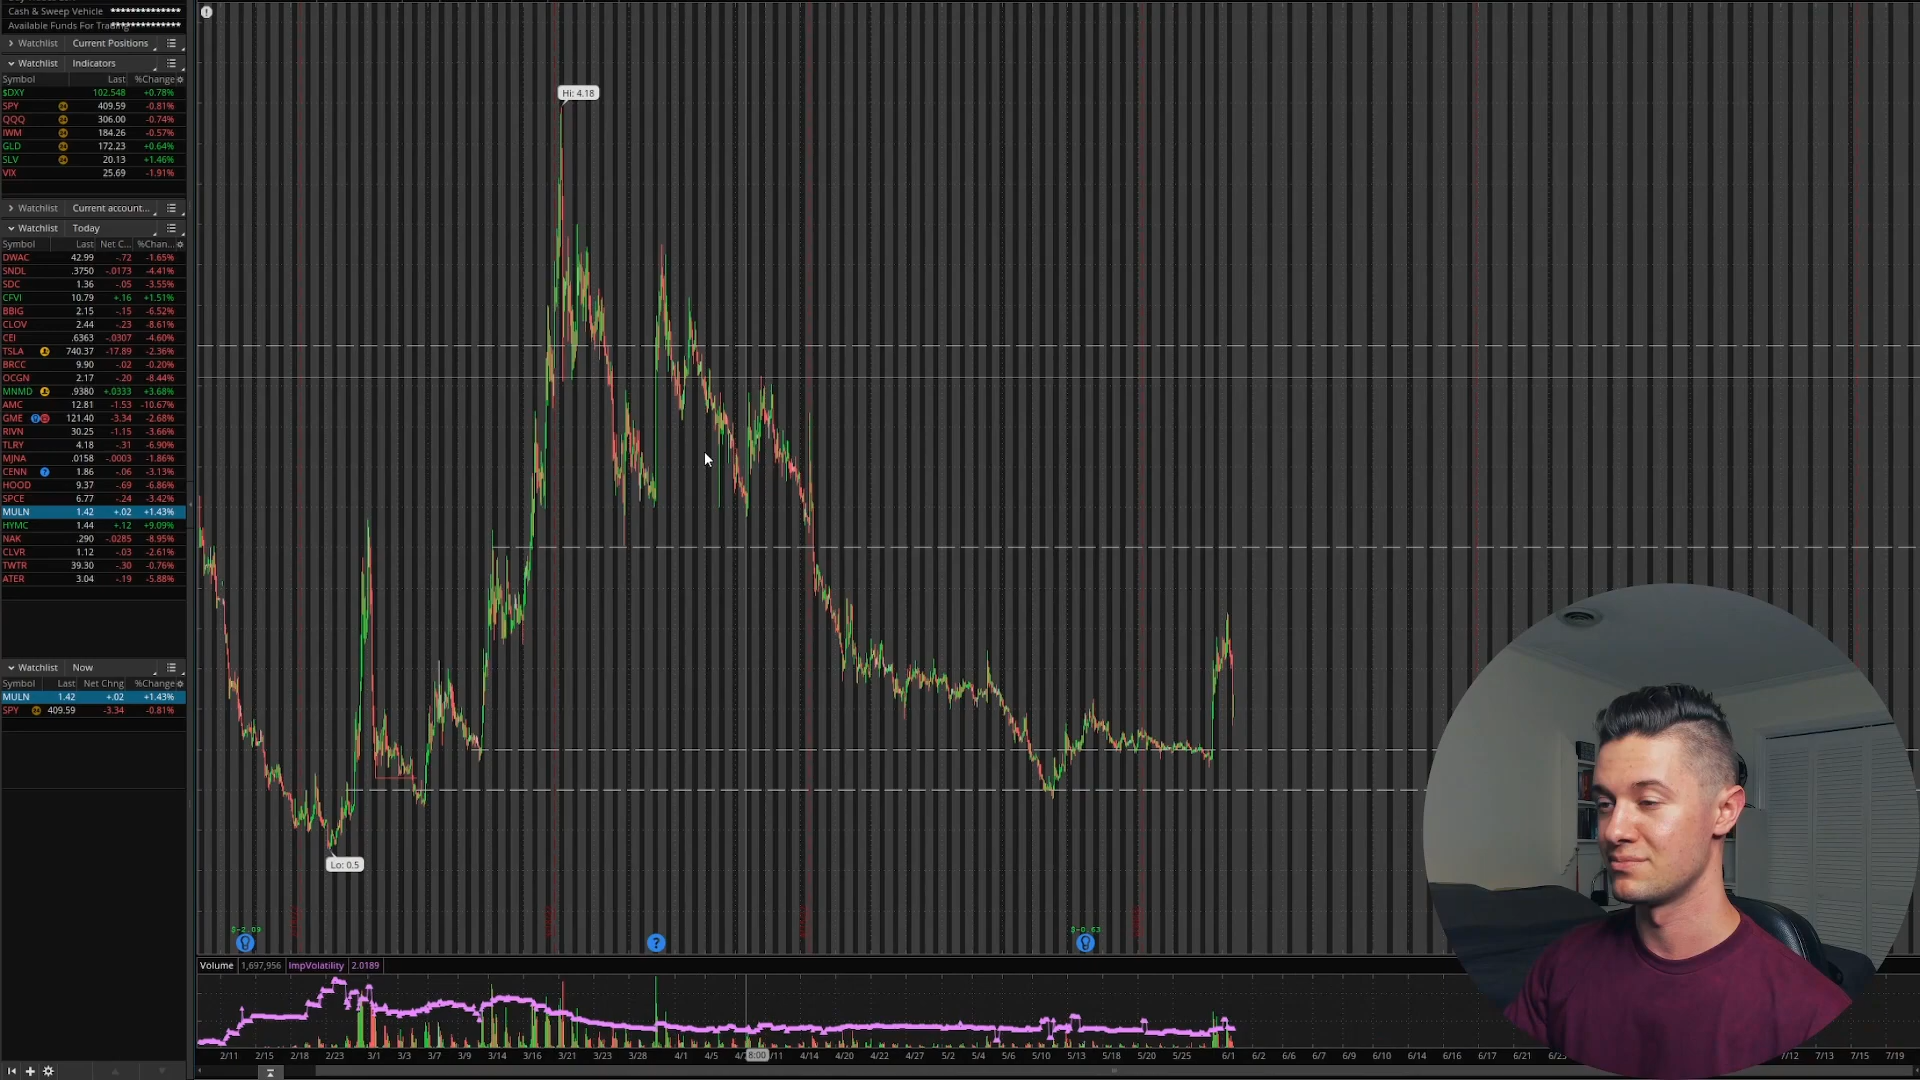 Cash & Sweep Vehicle **************
Available Funds For Trading **************
Watchlist Current Positions
Watchlist Indicators
Symbol Last %Change
$DXY 102.548 +0.78%
SPY 24 409.59 -0.81%
QQQ 24 306.00 -0.74%
IWM 24 184.26 -0.57%
GLD 24 172.23 +0.64%
SLV 24 20.13 +1.46%
VIX 25.69 -1.91%
Watchlist Current account...
Watchlist Today
Symbol Last Net C... %Chan...
DWAC 42.99 -.72 -1.65%
SNDL .3750 -.0173 -4.41%
SDC 1.36 -.05 -3.55%
CFVI 10.79 +.16 +1.51%
BBIG 2.15 -.15 -6.52%
CLOV 2.44 -.23 -8.61%
CEI .6363 -.0307 -4.60%
TSLA 740.37 -17.89 -2.36%
BRCC 9.90 -.02 -0.20%
OCGN 2.17 -.20 -8.44%
MNMD .9380 +.0333 +3.68%
AMC 12.81 -1.53 -10.67%
GME 121.40 -3.34 -2.68%
RIVN 30.25 -1.15 -3.66%
TLRY 4.18 -.31 -6.90%
MJNA .0158 -.0003 -1.86%
CENN ? 1.86 -.06 -3.13%
HOOD 9.37 -.69 -6.86%
SPCE 6.77 -.24 -3.42%
MULN 1.42 +.02 +1.43%
HYMC 1.44 +.12 +9.09%
NAK .290 -.0285 -8.95%
CLVR 1.12 -.03 -2.61%
TWTR 39.30 -.30 -0.76%
ATER 3.04 -.19 -5.88%
Watchlist Now
Symbol Last Net Chng %Change
MULN 1.42 +.02 +1.43%
SPY 24 409.59 -3.34 -0.81%
Hi: 4.18
Lo: 0.5
$-2.09
?
$-0.63
Volume 1,697,956 ImpVolatility 2.0189
2/11 2/15 2/18 2/23 3/1 3/3 3/7 3/9 3/14 3/16 3/21 3/23 3/28 4/1 4/5 8:00 /11 4/14 4/20 4/22 4/27 5/2 5/4 5/6 5/10 5/13 5/18 5/20 5/25 6/1 6/2 6/6 6/9 6/10 6/14 6/17 6/21 6/23 7/12 7/13 7/15 7/19